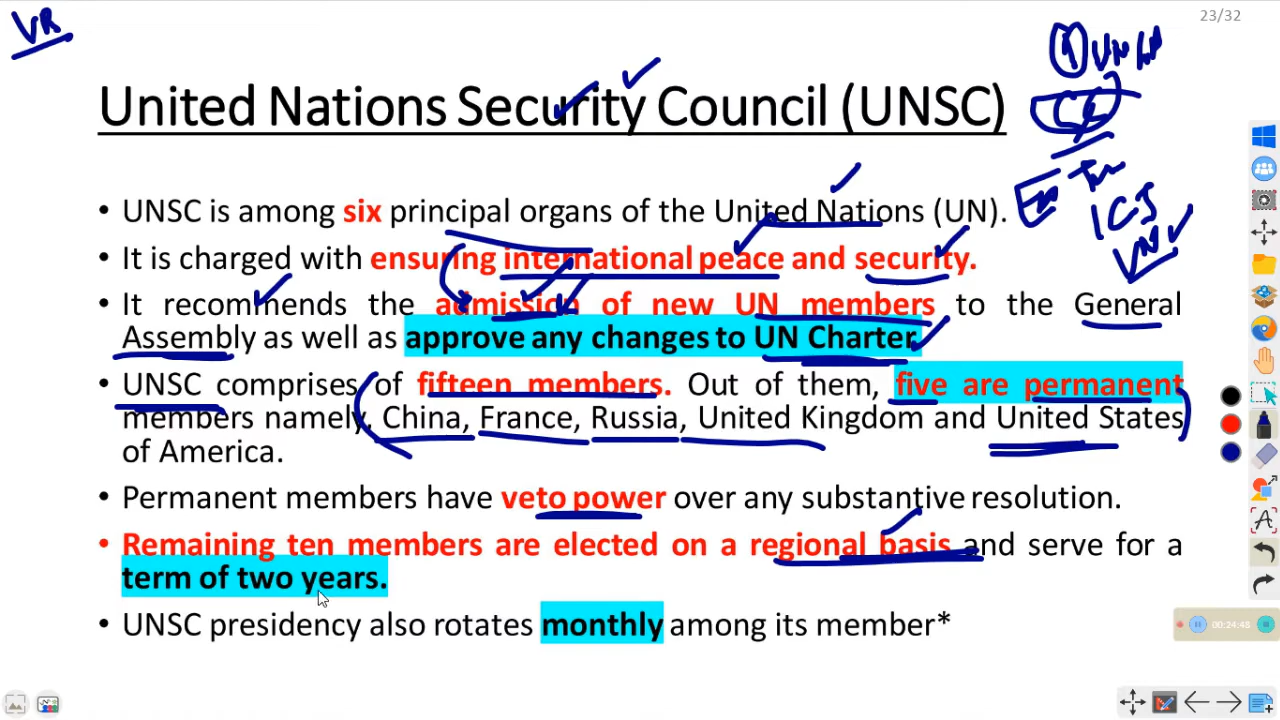 VR
23/32
United Nations Security Council (UNSC)
• UNSC is among six principal organs of the United Nations (UN).
ICJ
• It is charged with ensuring international peace and security.
• It recommends the admission of new UN members to the General
Assembly as well as approve any changes to UN Charter.
• UNSC comprises of fifteen members. Out of them, five are permanent
members namely, China, France, Russia, United Kingdom and United States
of America.
• Permanent members have veto power over any substantive resolution.
• Remaining ten members are elected on a regional basis and serve for a
term of two years.
• UNSC presidency also rotates monthly among its member*
00:24:48